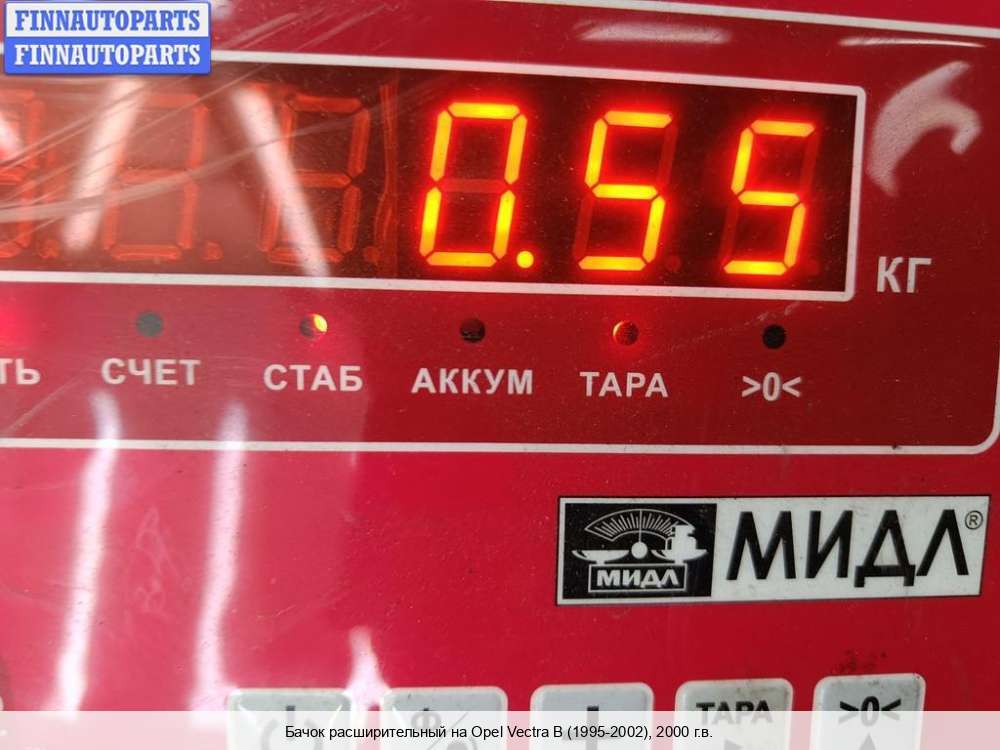 FINNAUTOPARTS
FINNAUTOPARTS
0.55
КГ
ТЬ СЧЕТ СТАБ АККУМ ТАРА >0<
МИДЛ МИДЛ®
ТАРА >0<
Бачок расширительный на Opel Vectra B (1995-2002), 2000 г.в.